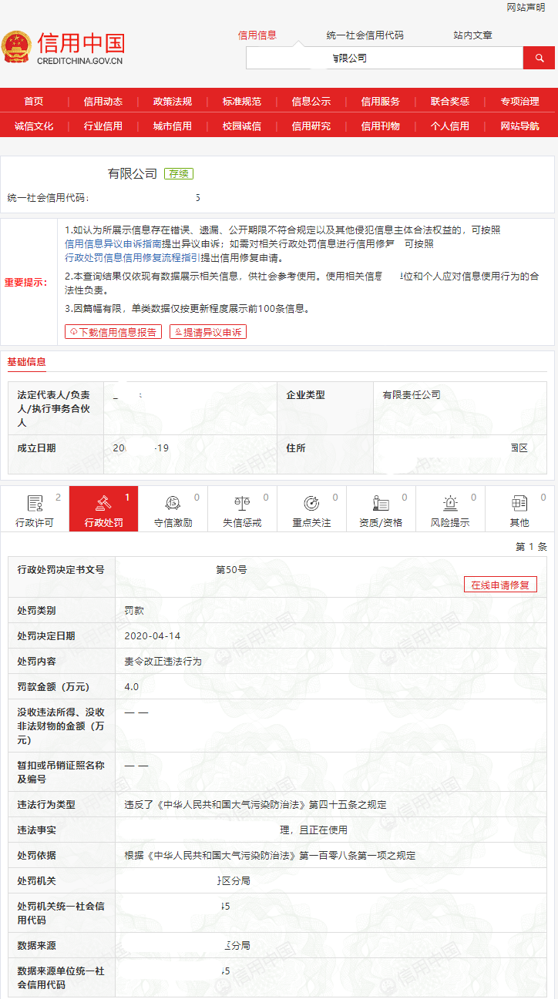 网站声明
信用中国
CREDITCHINA.GOV.CN
信用信息 统一社会信用代码 站内文章
有限公司
首页 信用动态 政策法规 标准规范 信息公示 信用服务 联合奖惩 专项治理
诚信文化 行业信用 城市信用 校园诚信 信用研究 信用刊物 个人信用 网站导航
有限公司 存续
统一社会信用代码： 5
重要提示：
1.如认为所展示信息存在错误、遗漏、公开期限不符合规定以及其他侵犯信息主体合法权益的，可按照
信用信息异议申诉指南提出异议申诉；如需对相关行政处罚信息进行信用修复 可按照
行政处罚信息信用修复流程指引提出信用修复申请。
2.本查询结果仅依现有数据展示相关信息，供社会参考使用。使用相关信息 单位和个人应对信息使用行为的合
法性负责。
3.因篇幅有限，单类数据仅按更新程度展示前100条信息。
下载信用信息报告 提请异议申诉
基础信息
法定代表人/负责
人/执行事务合伙
人
企业类型 有限责任公司
成立日期 20 -19 住所 区
2 1 0 0 0 0 0 0
行政许可 行政处罚 守信激励 失信惩戒 重点关注 资质/资格 风险提示 其他
第 1 条
行政处罚决定书文号 第50号
在线申请修复
处罚类别 罚款
处罚决定日期 2020-04-14
处罚内容 责令改正违法行为
罚款金额（万元） 4.0
没收违法所得、没收
非法财物的金额（万
元） — —
暂扣或吊销证照名称
及编号 — —
违法行为类型 违反了《中华人民共和国大气污染防治法》第四十五条之规定
违法事实 理，且正在使用
处罚依据 根据《中华人民共和国大气污染防治法》第一百零八条第一项之规定
处罚机关 区分局
处罚机关统一社会信
用代码 45
数据来源 区分局
数据来源单位统一社
会信用代码 45